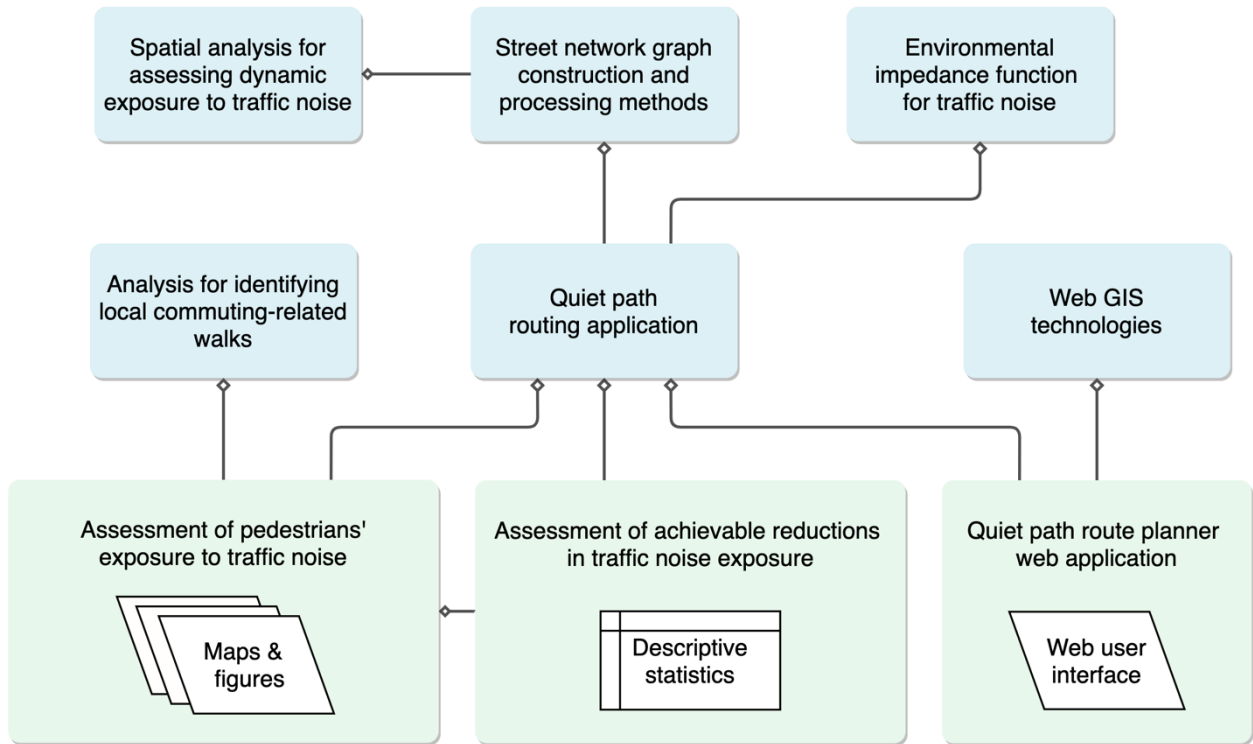 Spatial analysis for
assessing dynamic
exposure to traffic noise
Street network graph
construction and
processing methods
Environmental
impedance function
for traffic noise
Analysis for identifying
local commuting-related
walks
Quiet path
routing application
Web GIS
technologies
Assessment of pedestrians'
exposure to traffic noise
Maps &
figures
Assessment of achievable reductions
in traffic noise exposure
Descriptive
statistics
Quiet path route planner
web application
Web user
interface